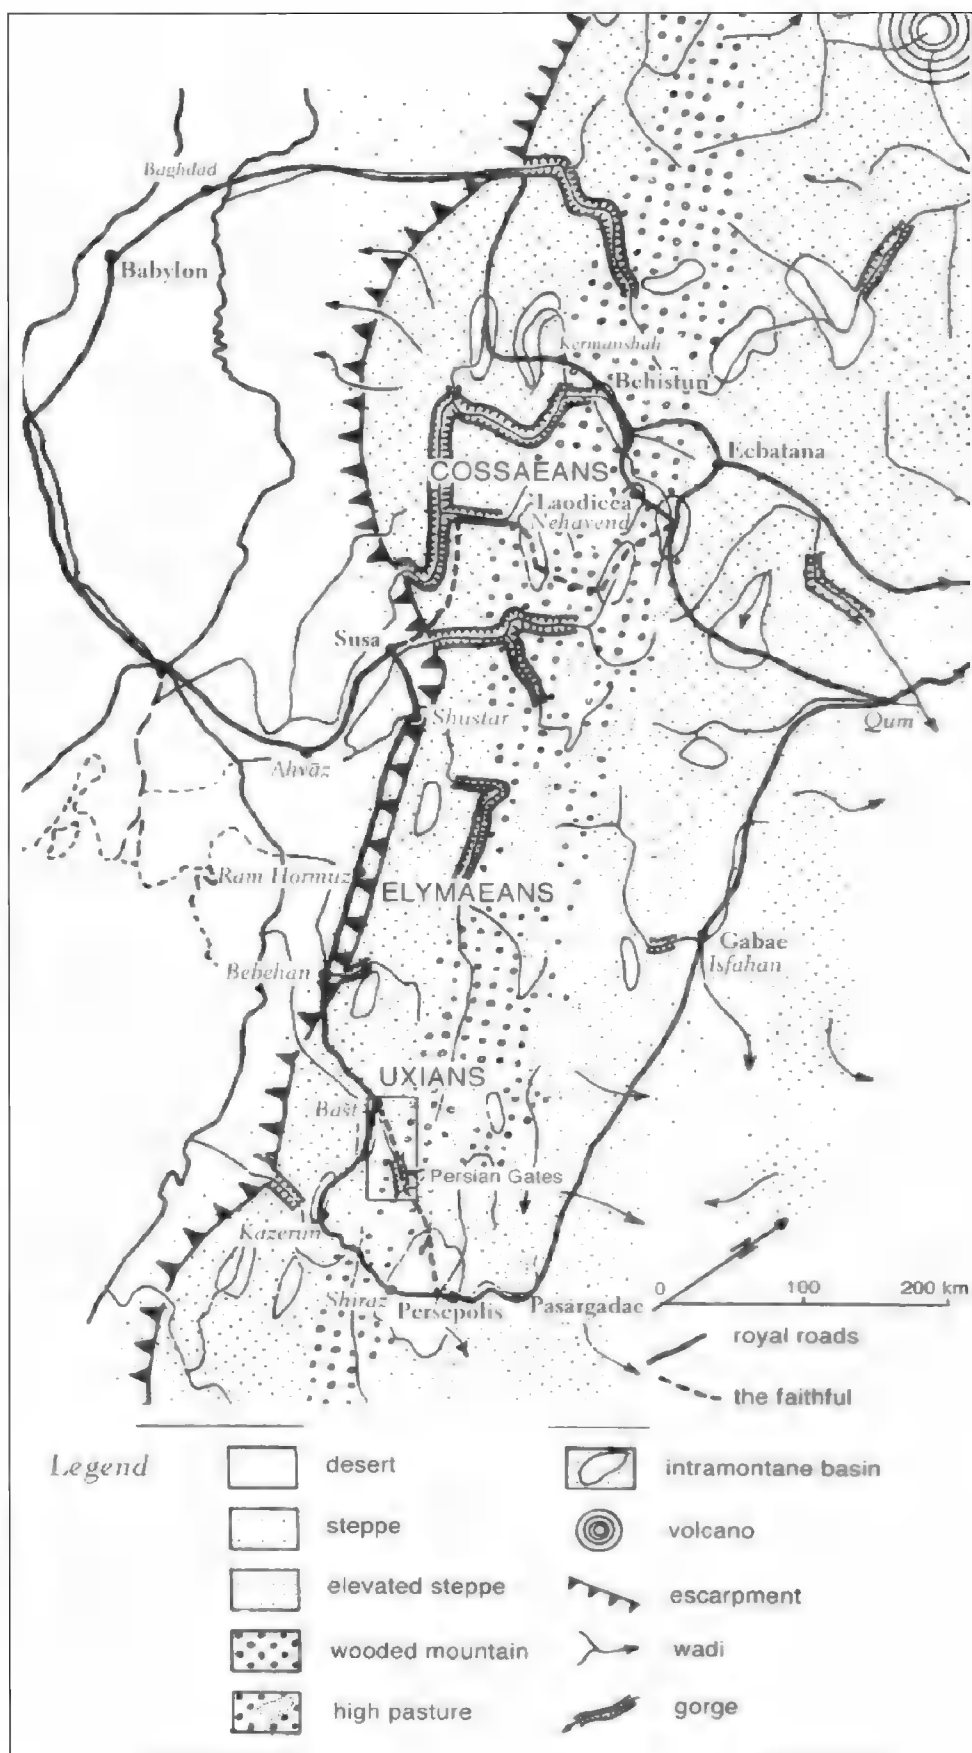 Baghdad
Babylon
Kermanshah
Behistun
Ecbatana
COSSAEANS
Laodicea
Nehavend
Susa
Shustar
Qum
Ahvāz
Ram Hormuz
ELYMAEANS
Gabae
Isfahan
Bebehan
UXIANS
Bašt
Persian Gates
Kazerun
Shiraz
Persepolis
Pasargadae
0 100 200 km
royal roads
the faithful
Legend
desert
intramontane basin
steppe
volcano
elevated steppe
escarpment
wooded mountain
wadi
high pasture
gorge